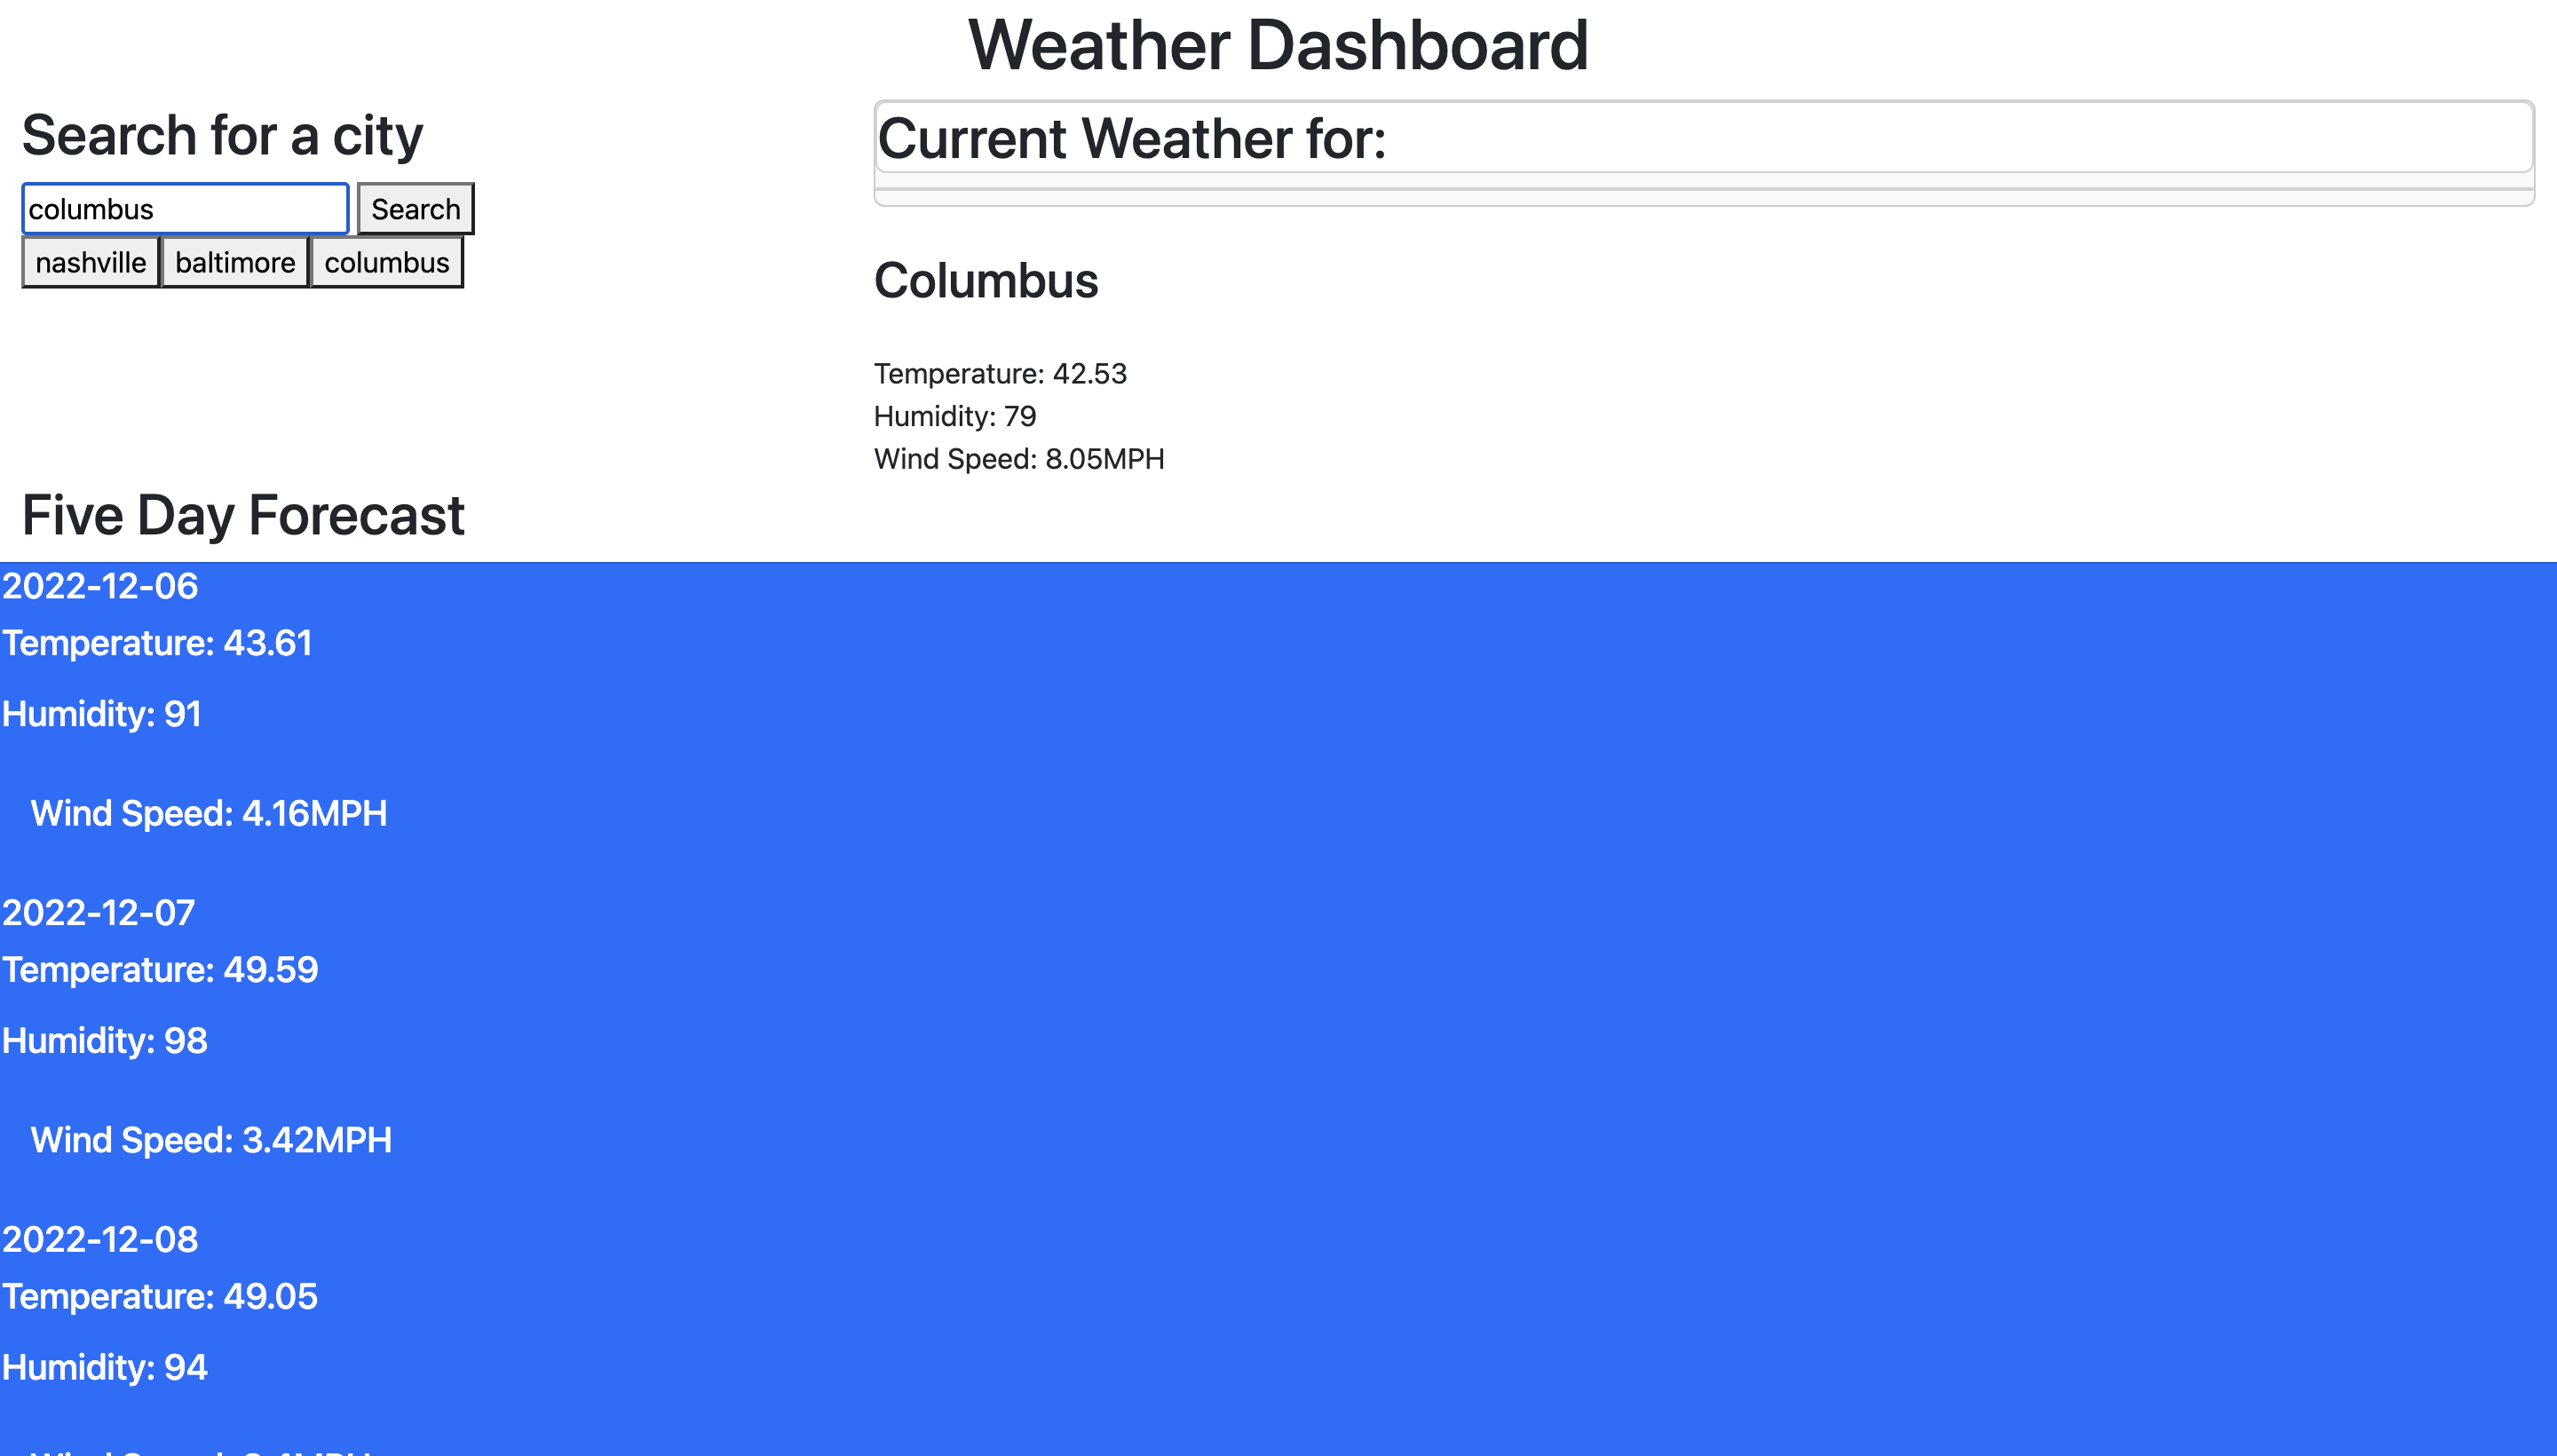 Weather Dashboard
Search for a city
columbus Search
nashville baltimore columbus
Current Weather for:
Columbus
Temperature: 42.53
Humidity: 79
Wind Speed: 8.05MPH
Five Day Forecast
2022-12-06
Temperature: 43.61
Humidity: 91
Wind Speed: 4.16MPH
2022-12-07
Temperature: 49.59
Humidity: 98
Wind Speed: 3.42MPH
2022-12-08
Temperature: 49.05
Humidity: 94